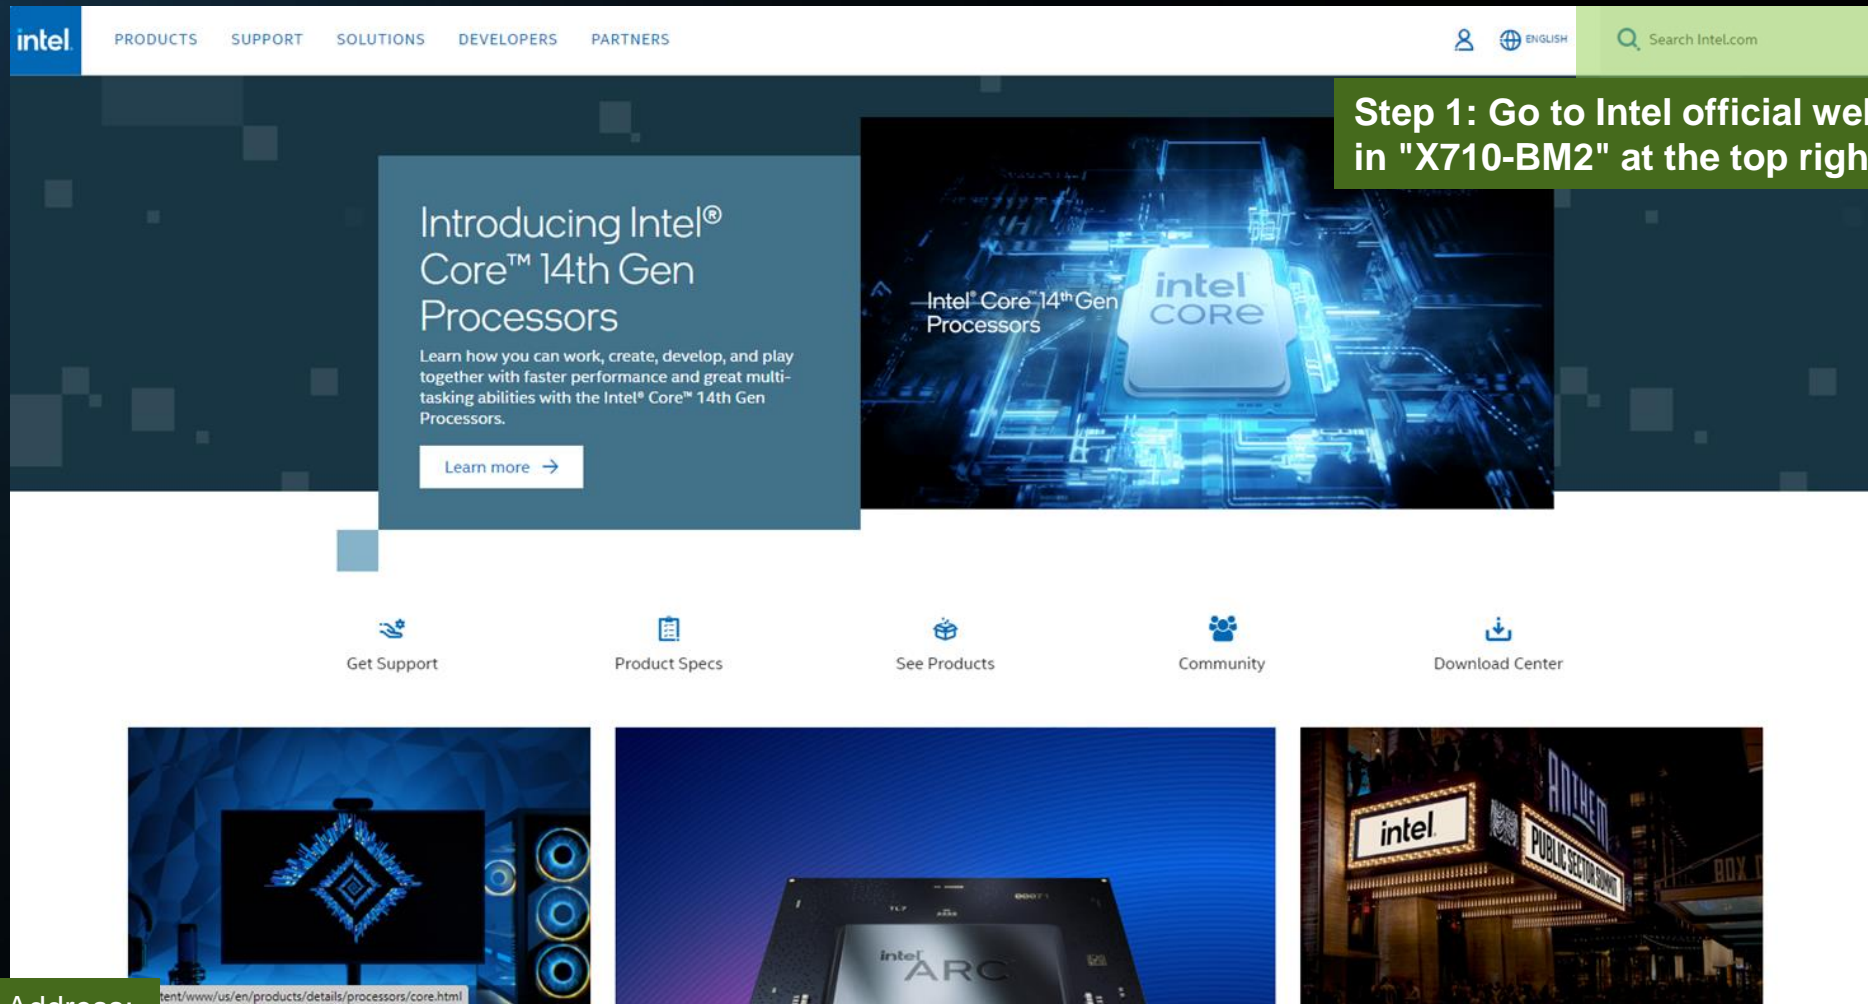 intel.
PRODUCTS SUPPORT SOLUTIONS DEVELOPERS PARTNERS
ENGLISH
Search Intel.com
Step 1: Go to Intel official
in "X710-BM2" at the top
Introducing Intel®
Core™ 14th Gen
Processors
Learn how you can work, create, develop, and play
together with faster performance and great multi-
tasking abilities with the Intel® Core™ 14th Gen
Processors.
Learn more →
Intel® Core™ 14th Gen
Processors
intel
CORE
Get Support
Product Specs
See Products
Community
Download Center
intel
ARC
intel.
ANTHEM
PUBLIC SECTOR SUMMIT
BOX
Address:
tent/www/us/en/products/details/processors/core.html